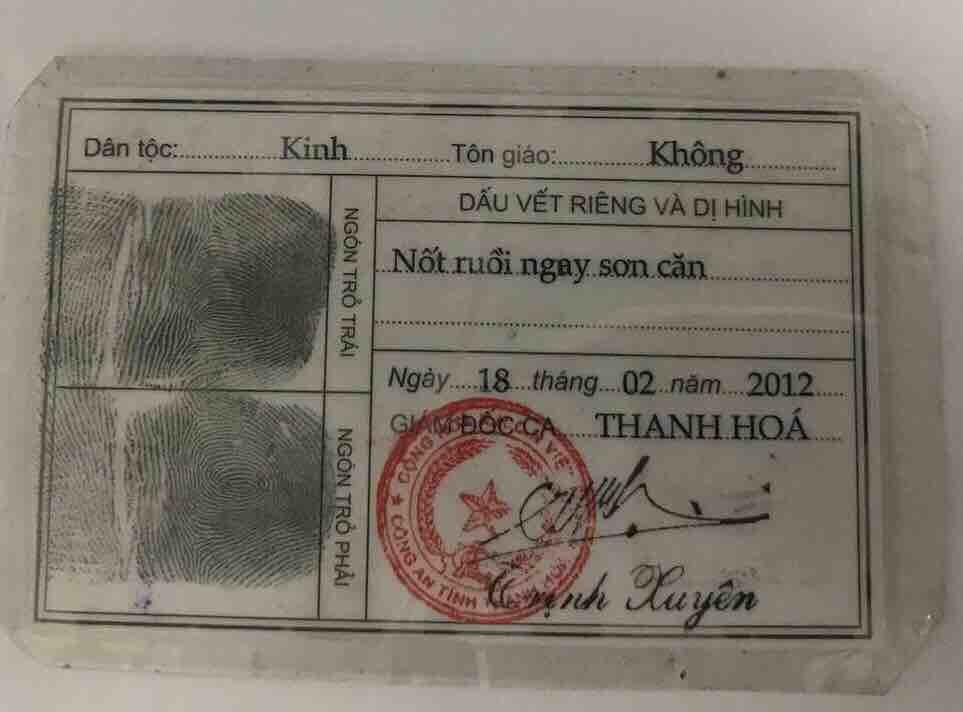 Dân tộc: Kinh Tôn giáo: Không
NGÓN TRỎ TRÁI
DẤU VẾT RIÊNG VÀ DỊ HÌNH
Nốt ruồi ngay sơn căn
Ngày 18 tháng 02 năm 2012
GIÁM ĐỐC CA THANH HOÁ
NGÓN TRỎ PHẢI
CÔNG AN TỈNH
Trịnh Xuyên